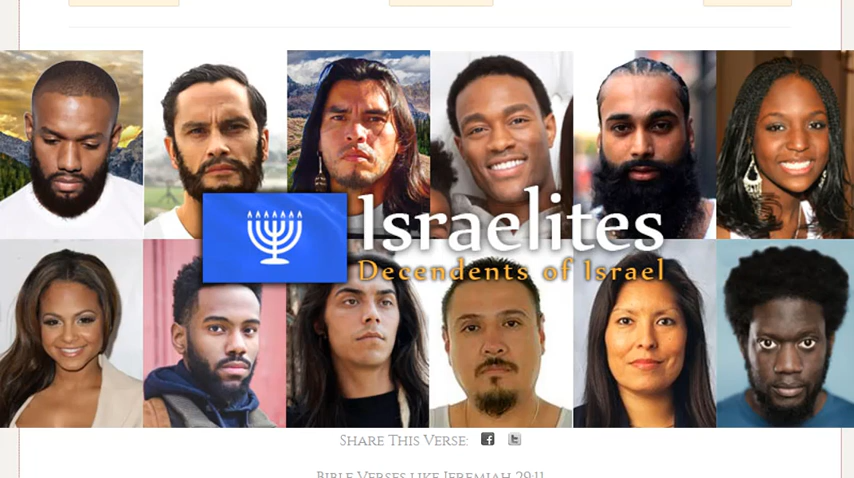 Israelites
Decendents of Israel
Share This Verse:
Bible Verses like Jeremiah 29:11